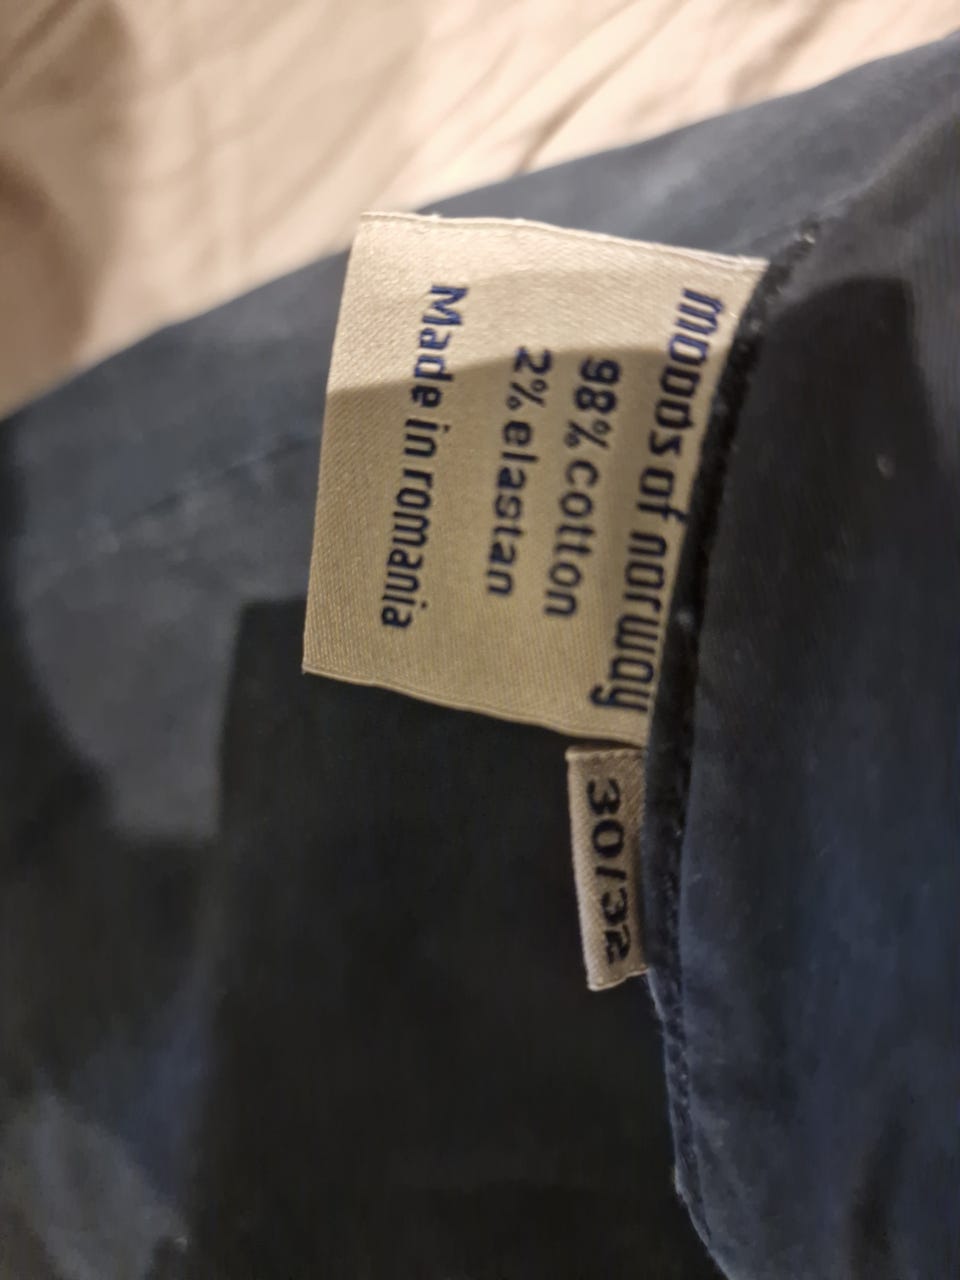 moods of norway
98% cotton
2% elastan
Made in romania
30/32